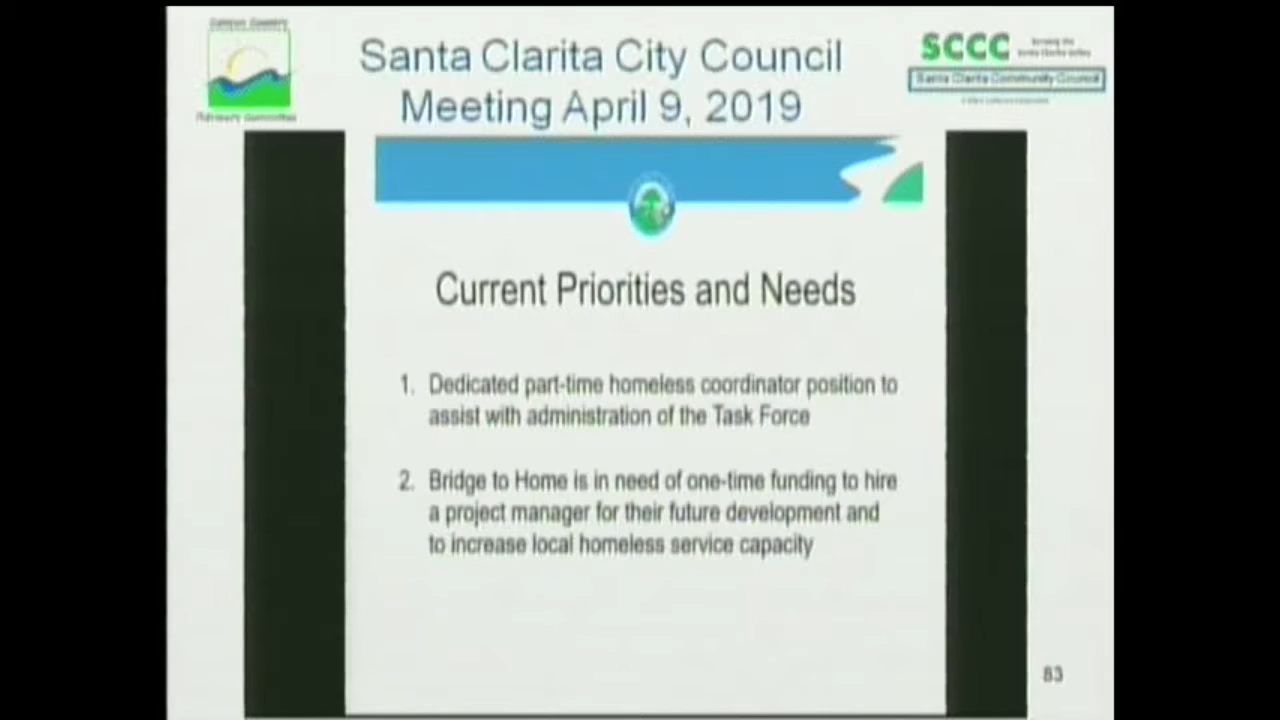 Santa Clarita City Council
Meeting April 9, 2019
SCCC
Santa Clarita Community Council
Current Priorities and Needs
1. Dedicated part-time homeless coordinator position to
assist with administration of the Task Force
2. Bridge to Home is in need of one-time funding to hire
a project manager for their future development and
to increase local homeless service capacity
83